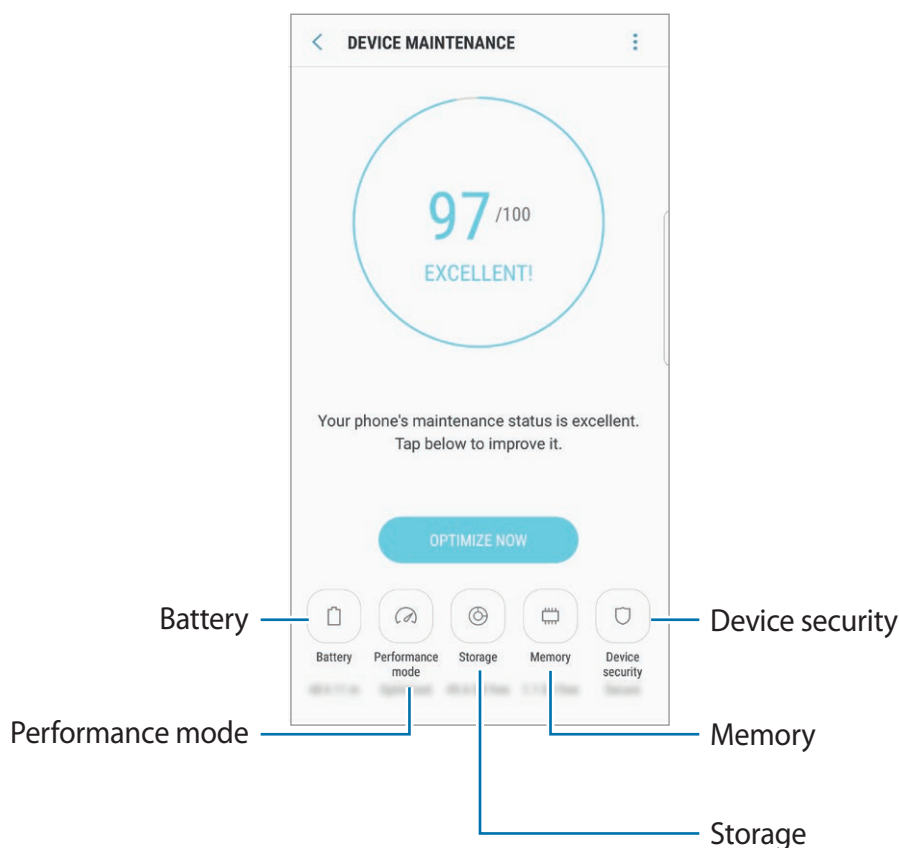 DEVICE MAINTENANCE
97 /100
EXCELLENT!
Your phone's maintenance status is excellent.
Tap below to improve it.
OPTIMIZE NOW
Battery
Device security
Battery
Performance
mode
Storage
Memory
Device
security
Performance mode
Memory
Storage